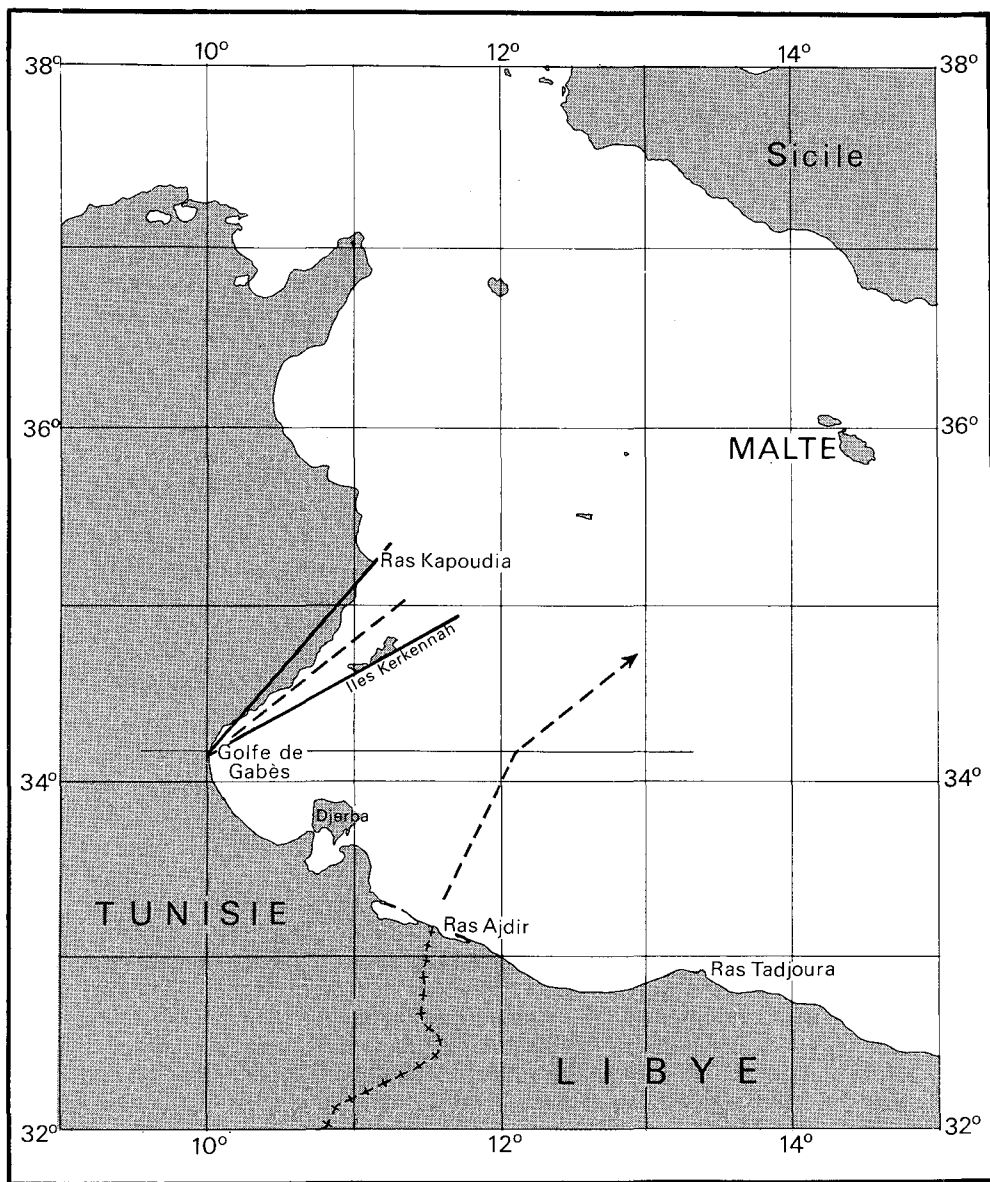 10°
12°
14°
38°
38°
Sicile
36°
36°
MALTE
Ras Kapoudia
Iles Kerkennah
Golfe de
Gabès
34°
34°
Djerba
TUNISIE
Ras Ajdir
Ras Tadjoura
LIBYE
32°
32°
10°
12°
14°